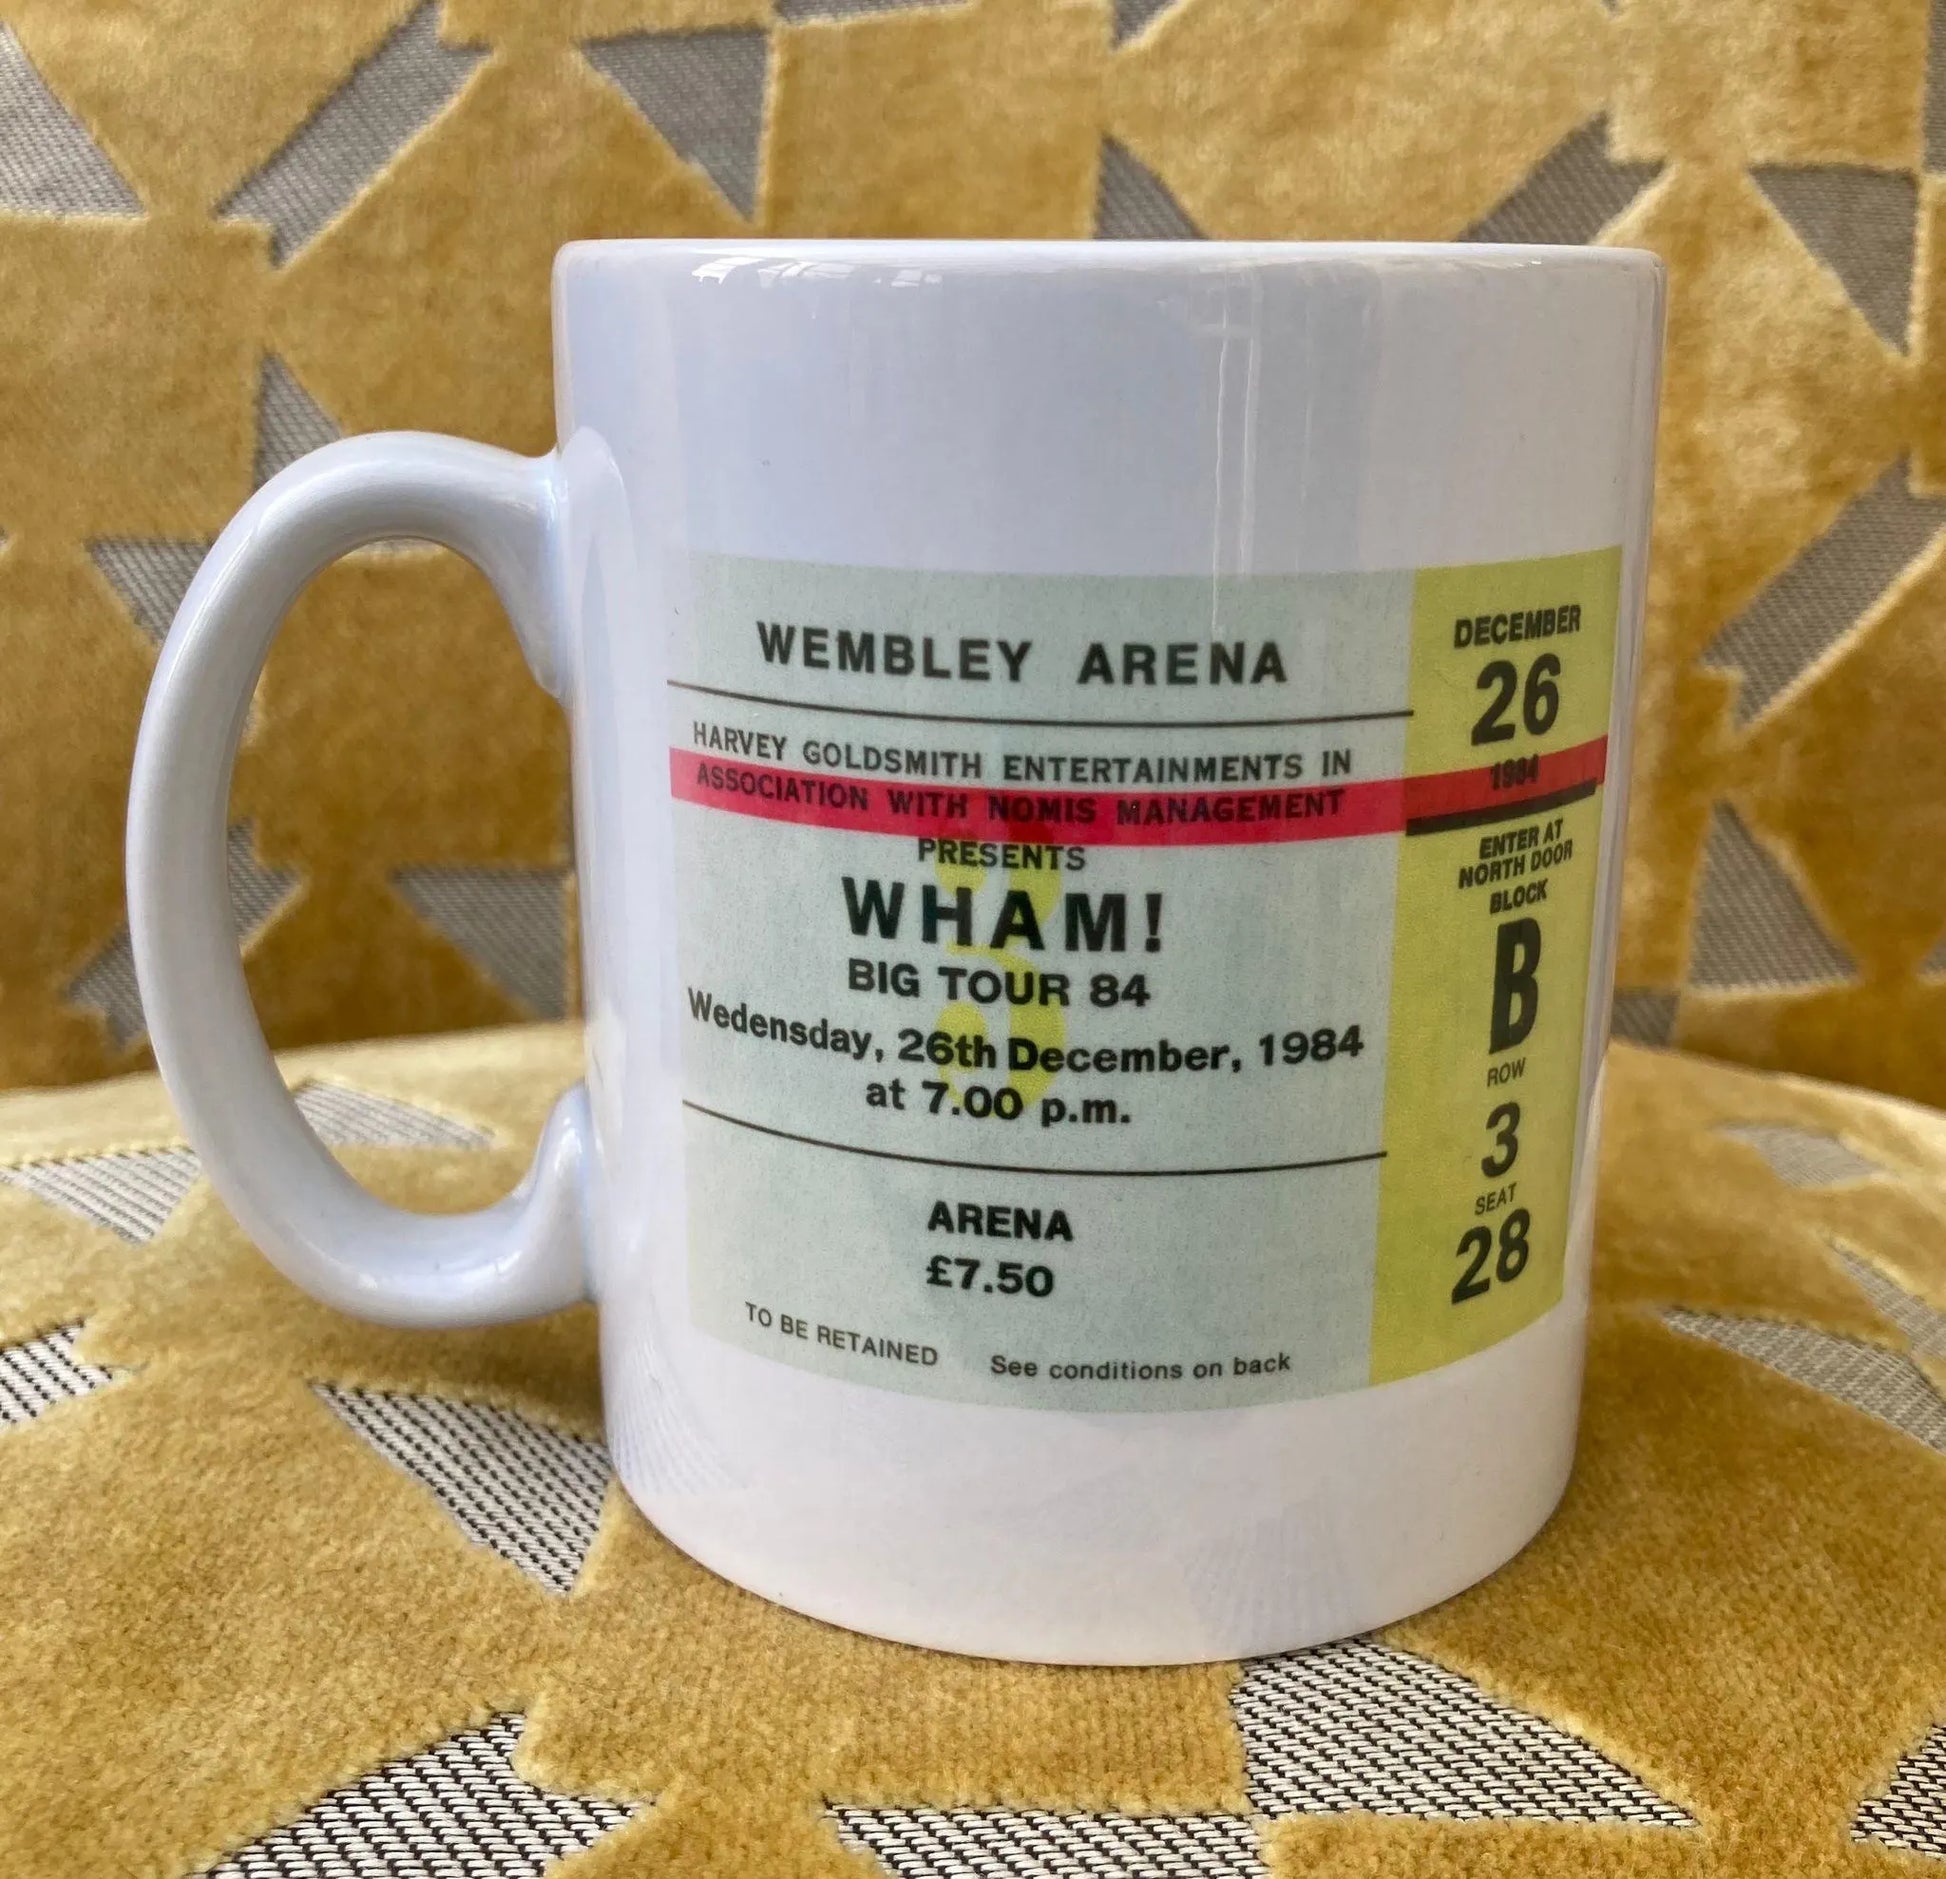 WEMBLEY ARENA
HARVEY GOLDSMITH ENTERTAINMENTS IN
ASSOCIATION WITH NOMIS MANAGEMENT
PRESENTS
WHAM!
BIG TOUR 84
Wedensday, 26th December, 1984
at 7.00 p.m.
ARENA
£7.50
TO BE RETAINED See conditions on back
3
DECEMBER
26
1984
ENTER AT
NORTH DOOR
BLOCK
B
ROW
3
SEAT
28